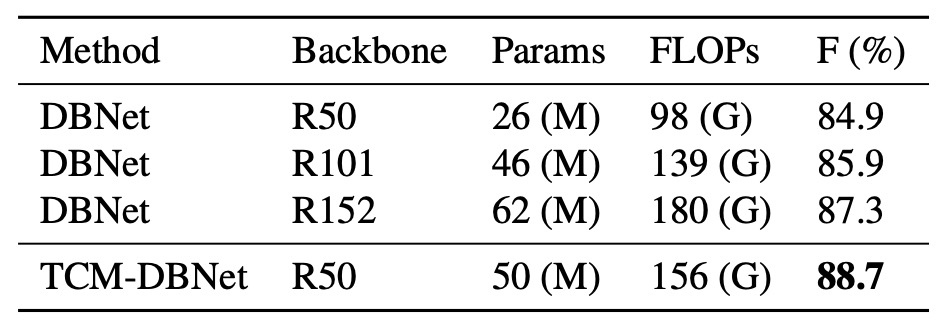 Method Backbone Params FLOPs F (%)
DBNet R50 26 (M) 98 (G) 84.9
DBNet R101 46 (M) 139 (G) 85.9
DBNet R152 62 (M) 180 (G) 87.3
TCM-DBNet R50 50 (M) 156 (G) 88.7